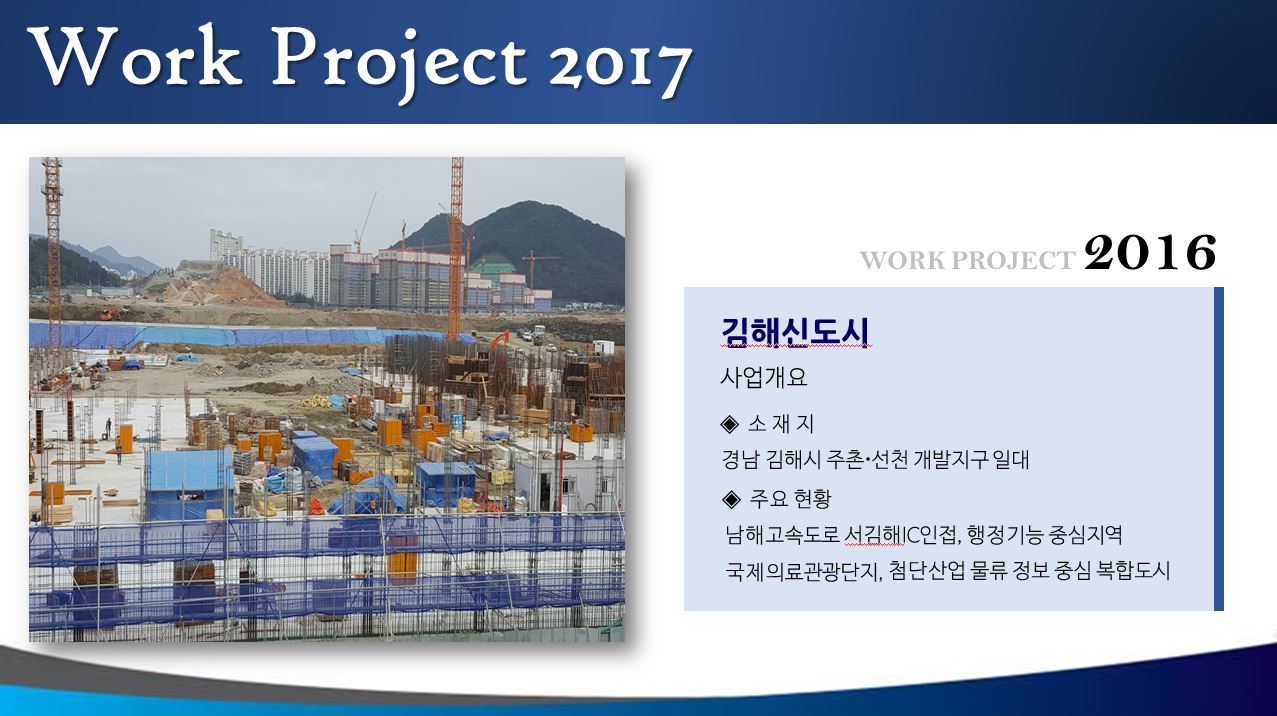 Work Project 2017
WORK PROJECT 2016
김해신도시
사업개요
◈ 소 재 지
경남 김해시 주촌•선천 개발지구 일대
◈ 주요 현황
남해고속도로 서김해IC인접, 행정기능 중심지역
국제의료관광단지, 첨단산업 물류 정보 중심 복합도시